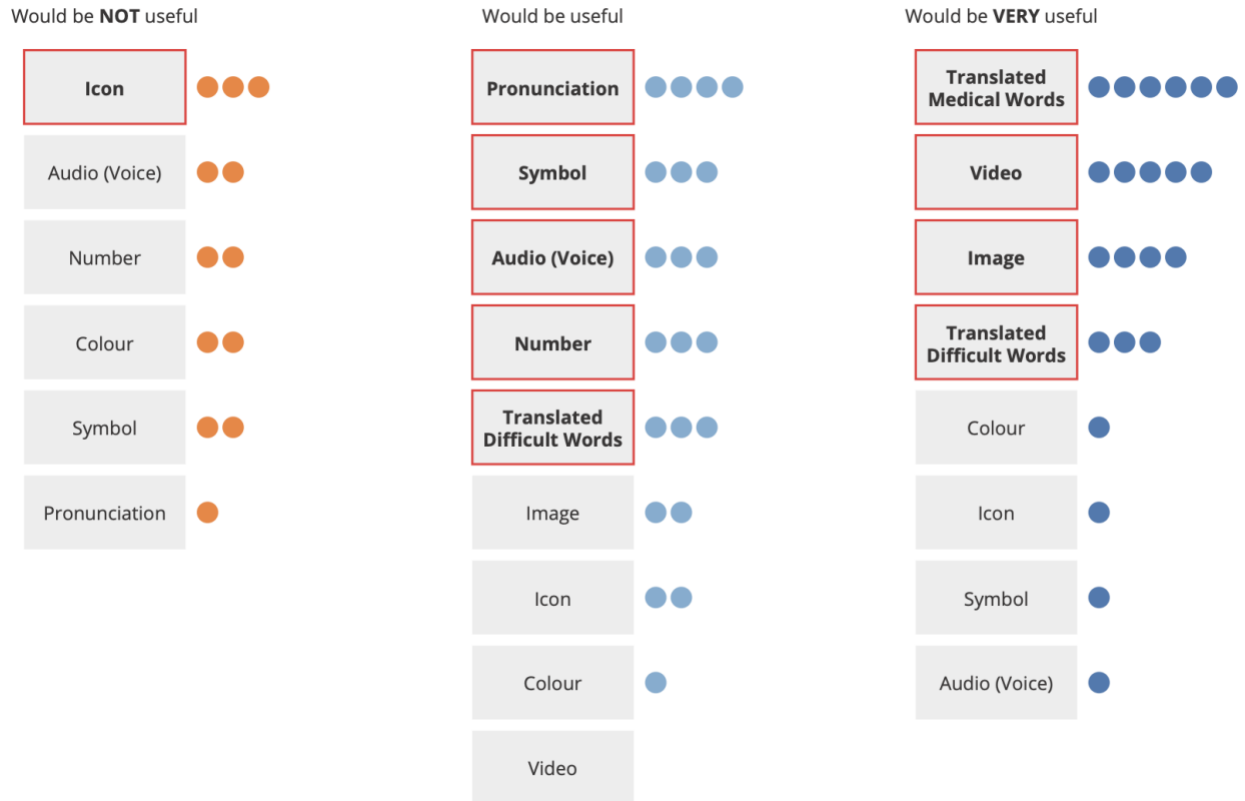 Would be NOT useful
Icon
Audio (Voice)
Number
Colour
Symbol
Pronunciation
Would be useful
Pronunciation
Symbol
Audio (Voice)
Number
Translated
Difficult Words
Image
Icon
Colour
Video
Would be VERY useful
Translated
Medical Words
Video
Image
Translated
Difficult Words
Colour
Icon
Symbol
Audio (Voice)